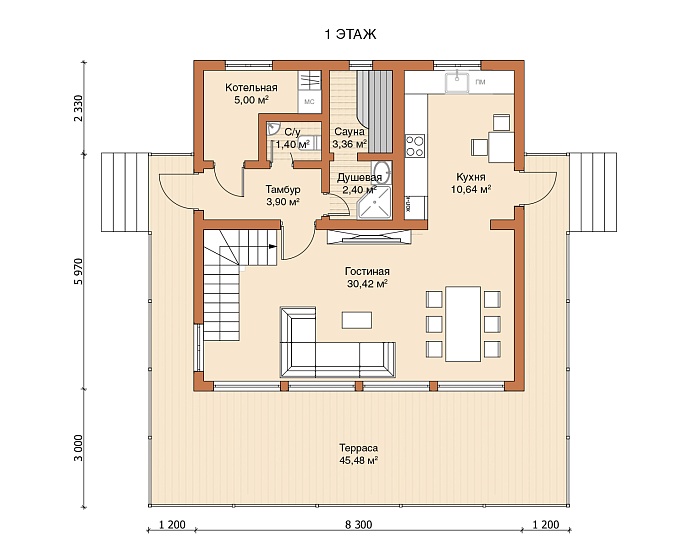 1 ЭТАЖ
Котельная
5,00 м²
МС
С/у
1,40 м²
Сауна
3,36 м²
ПМ
Кухня
10,64 м²
Душевая
2,40 м²
Тамбур
3,90 м²
ХОЛ-К
Гостиная
30,42 м²
Терраса
45,48 м²
2 330
5 970
3 000
1 200
8 300
1 200